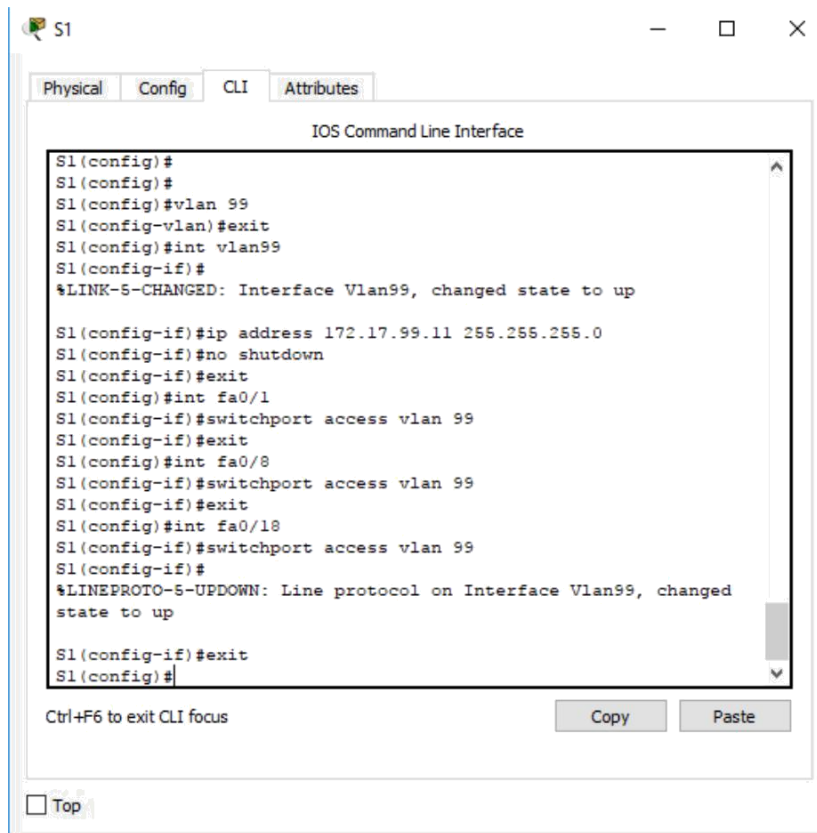 S1
Physical Config CLI Attributes
IOS Command Line Interface
S1(config)#
S1(config)#
S1(config)#vlan 99
S1(config-vlan)#exit
S1(config)#int vlan99
S1(config-if)#
%LINK-5-CHANGED: Interface Vlan99, changed state to up
S1(config-if)#ip address 172.17.99.11 255.255.255.0
S1(config-if)#no shutdown
S1(config-if)#exit
S1(config)#int fa0/1
S1(config-if)#switchport access vlan 99
S1(config-if)#exit
S1(config)#int fa0/8
S1(config-if)#switchport access vlan 99
S1(config-if)#exit
S1(config)#int fa0/18
S1(config-if)#switchport access vlan 99
S1(config-if)#
%LINEPROTO-5-UPDOWN: Line protocol on Interface Vlan99, changed
state to up
S1(config-if)#exit
S1(config)#
Ctrl+F6 to exit CLI focus Copy Paste
Top